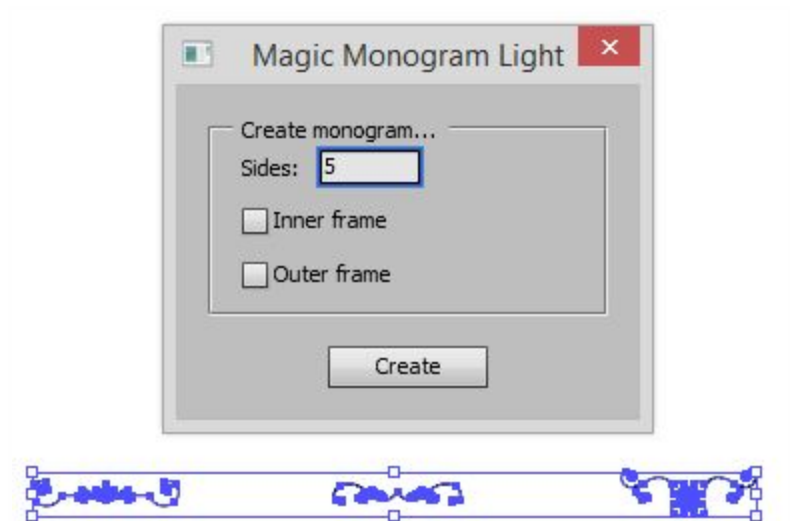 Magic Monogram Light
Create monogram...
Sides: 5
Inner frame
Outer frame
Create